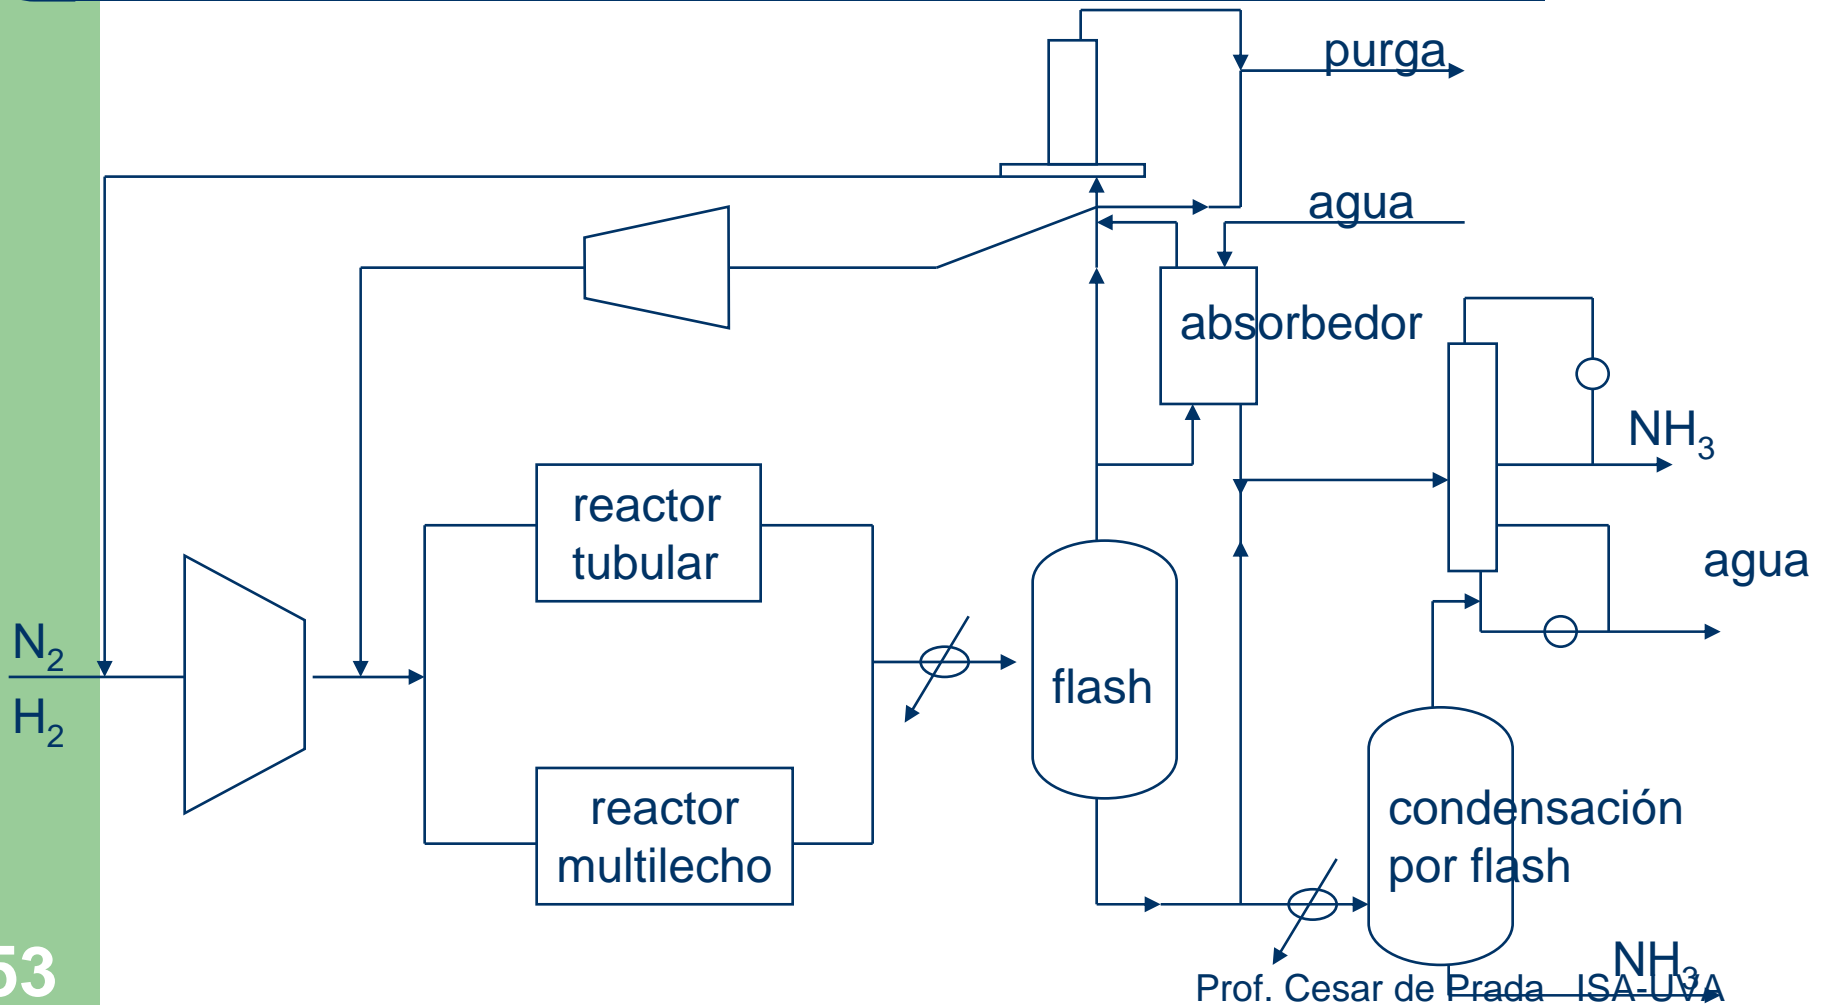 purga
agua
absorbedor
NH3
reactor
tubular
agua
N2
H2
flash
reactor
multilecho
condensación
por flash
NH3
53
Prof. Cesar de Prada ISA-UVA